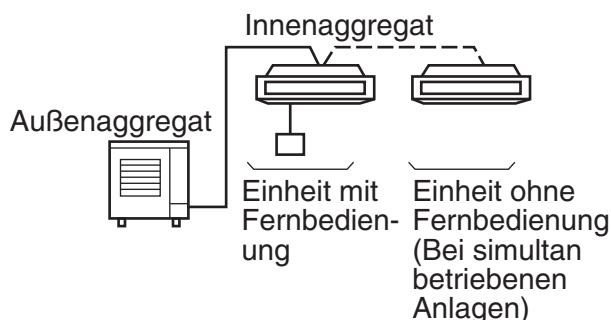 Innenaggregat
Außenaggregat
Einheit mit
Fernbedien-
ung
Einheit ohne
Fernbedienung
(Bei simultan
betriebenen
Anlagen)